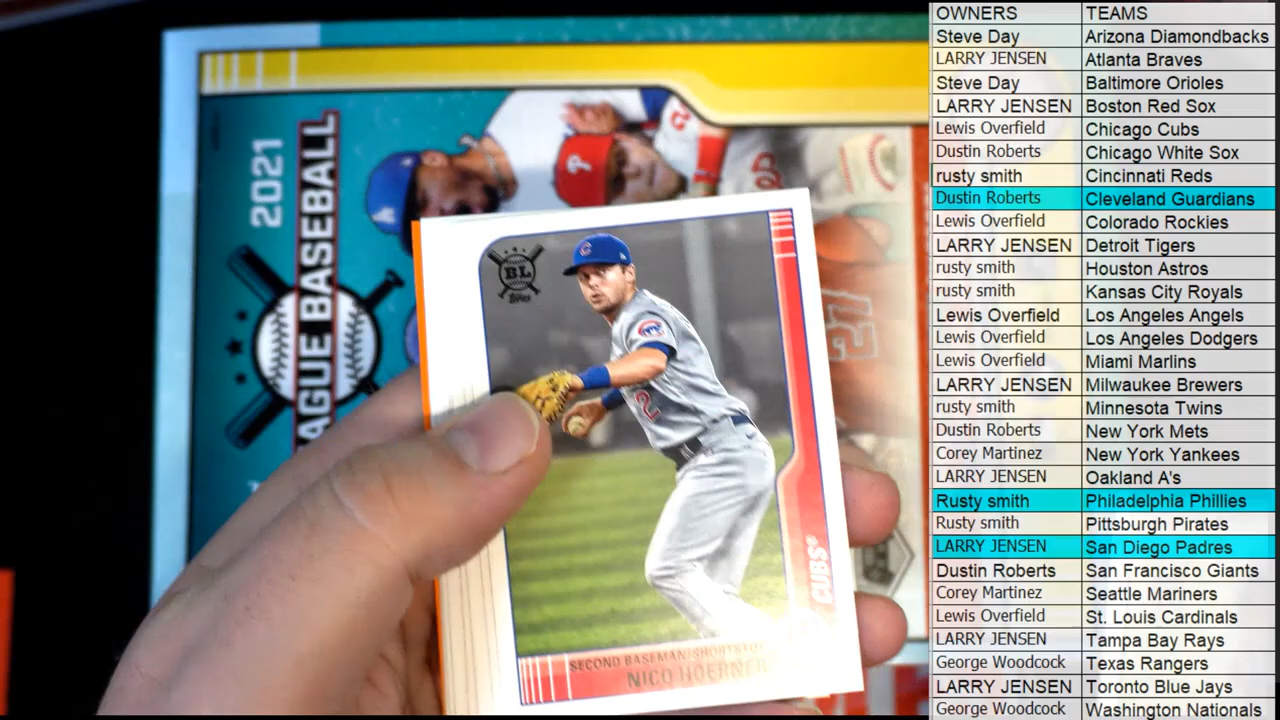 2021
AGUE BASEBALL
P
27
C
BL
Topps
2
CUBS
SECOND BASEMAN/SHORTSTO
NICO HOERNER
OWNERS TEAMS
Steve Day Arizona Diamondbacks
LARRY JENSEN Atlanta Braves
Steve Day Baltimore Orioles
LARRY JENSEN Boston Red Sox
Lewis Overfield Chicago Cubs
Dustin Roberts Chicago White Sox
rusty smith Cincinnati Reds
Dustin Roberts Cleveland Guardians
Lewis Overfield Colorado Rockies
LARRY JENSEN Detroit Tigers
rusty smith Houston Astros
rusty smith Kansas City Royals
Lewis Overfield Los Angeles Angels
Lewis Overfield Los Angeles Dodgers
Lewis Overfield Miami Marlins
LARRY JENSEN Milwaukee Brewers
rusty smith Minnesota Twins
Dustin Roberts New York Mets
Corey Martinez New York Yankees
LARRY JENSEN Oakland A's
Rusty smith Philadelphia Phillies
Rusty smith Pittsburgh Pirates
LARRY JENSEN San Diego Padres
Dustin Roberts San Francisco Giants
Corey Martinez Seattle Mariners
Lewis Overfield St. Louis Cardinals
LARRY JENSEN Tampa Bay Rays
George Woodcock Texas Rangers
LARRY JENSEN Toronto Blue Jays
George Woodcock Washington Nationals